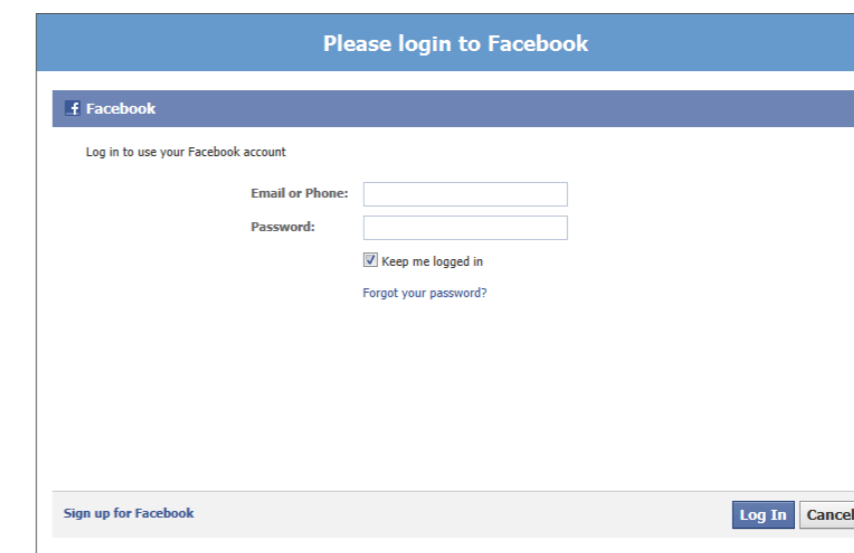 Please login to Facebook
Facebook
Log in to use your Facebook account
Email or Phone:
Password:
Keep me logged in
Forgot your password?
Sign up for Facebook
Log In
Cancel